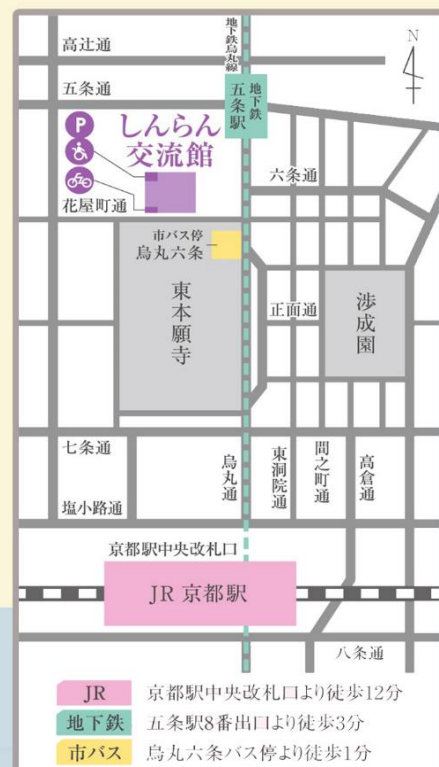 高辻通
地下鉄烏丸線
N
五条通
地下鉄
五条駅
P
しんらん
交流館
六条通
花屋町通
市バス停
烏丸六条
東本願寺
正面通
渉成園
七条通
烏丸通
東洞院通
間之町通
高倉通
塩小路通
京都駅中央改札口
JR 京都駅
八条通
JR 京都駅中央改札口より徒歩12分
地下鉄 五条駅8番出口より徒歩3分
市バス 烏丸六条バス停より徒歩1分